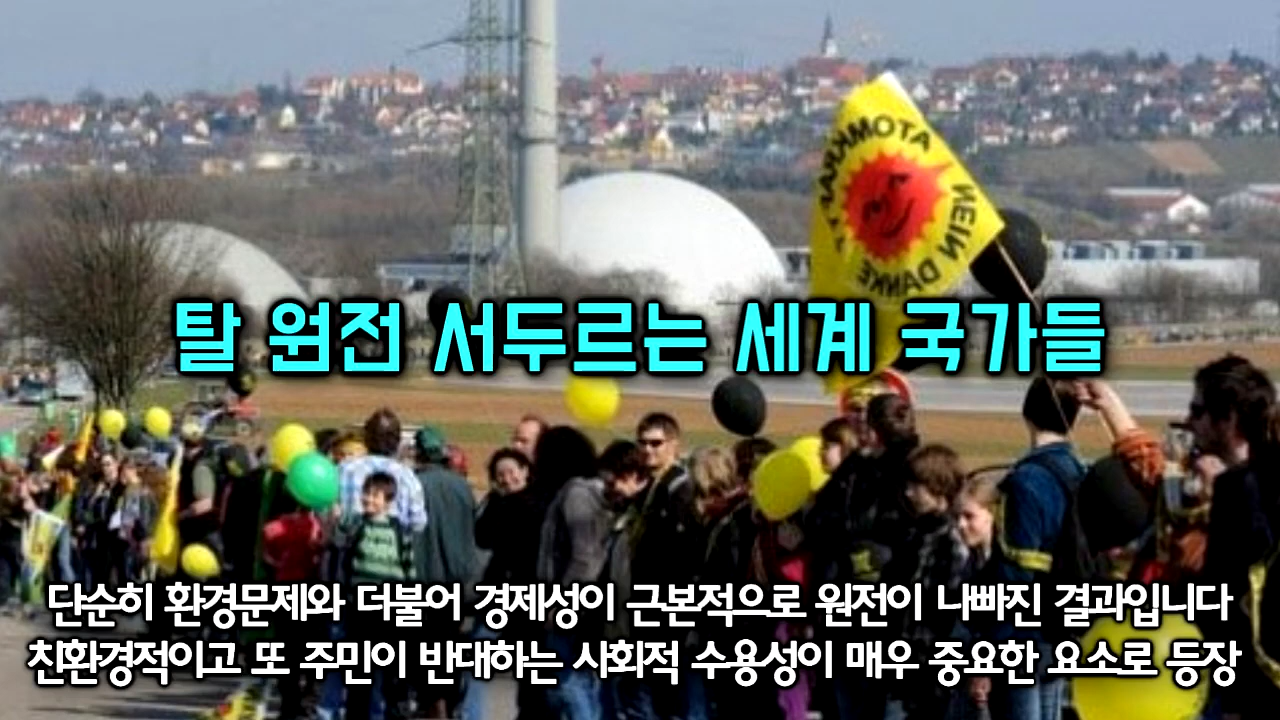 ATOMKRAFT?
NEIN DANKE
탈 원전 서두르는 세계 국가들
단순히 환경문제와 더불어 경제성이 근본적으로 원전이 나빠진 결과입니다
친환경적이고 또 주민이 반대하는 사회적 수용성이 매우 중요한 요소로 등장